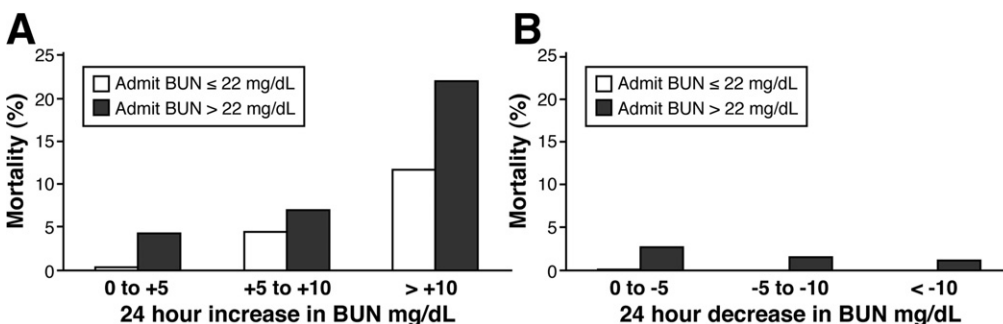 A
25
20
15
10
5
0
Mortality (%)
Admit BUN ≤ 22 mg/dL
Admit BUN > 22 mg/dL
0 to +5
+5 to +10
> +10
24 hour increase in BUN mg/dL
B
25
20
15
10
5
0
Mortality (%)
Admit BUN ≤ 22 mg/dL
Admit BUN > 22 mg/dL
0 to -5
-5 to -10
< -10
24 hour decrease in BUN mg/dL